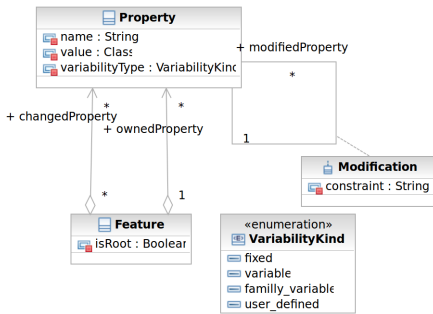 Property
name : String
value : Class
variabilityType : VariabilityKind
+ modifiedProperty
*
1
+ changedProperty
*
*
+ ownedProperty
*
1
Modification
constraint : String
Feature
isRoot : Boolean
«enumeration»
VariabilityKind
fixed
variable
familly_variable
user_defined